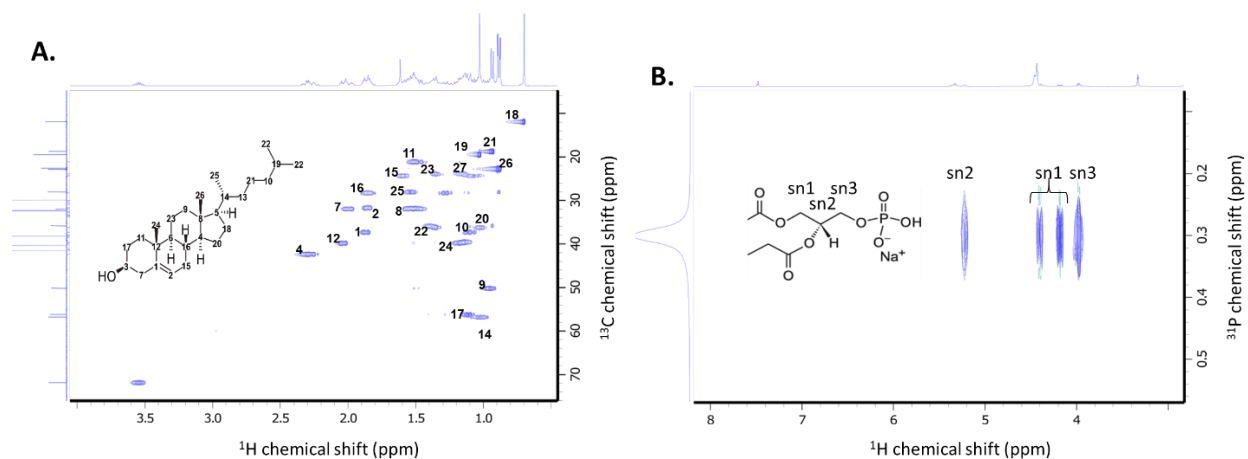 A.
18
19
21
11
26
15
23
27
16
25
7
2
8
1
22
10
20
12
4
24
9
17
14
22
19
22
25
21
10
14
13
26
9
23
8
5
18
24
11
17
12
6
H
H
16
4
H
20
H
HO
3
1
15
7
2
20
30
40
50
60
70
¹³C chemical shift (ppm)
3.5
3.0
2.5
2.0
1.5
1.0
¹H chemical shift (ppm)
B.
sn2
sn1
sn3
sn1
sn3
sn2
O
O
O
O
P
OH
O
O⁻
H
Na⁺
O
0.2
0.3
0.4
0.5
³¹P chemical shift (ppm)
8
7
6
5
4
¹H chemical shift (ppm)